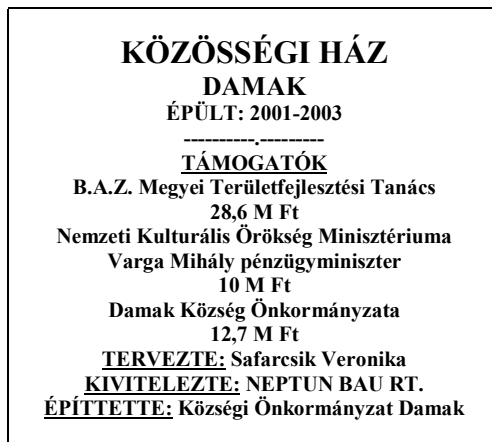 KÖZÖSSÉGI HÁZ
DAMAK
ÉPÜLT: 2001-2003
----------.---------
TÁMOGATÓK
B.A.Z. Megyei Területfejlesztési Tanács
28,6 M Ft
Nemzeti Kulturális Örökség Minisztériuma
Varga Mihály pénzügyminiszter
10 M Ft
Damak Község Önkormányzata
12,7 M Ft
TERVEZTE: Safarcsik Veronika
KIVITELEZTE: NEPTUN BAU RT.
ÉPÍTTETTE: Községi Önkormányzat Damak